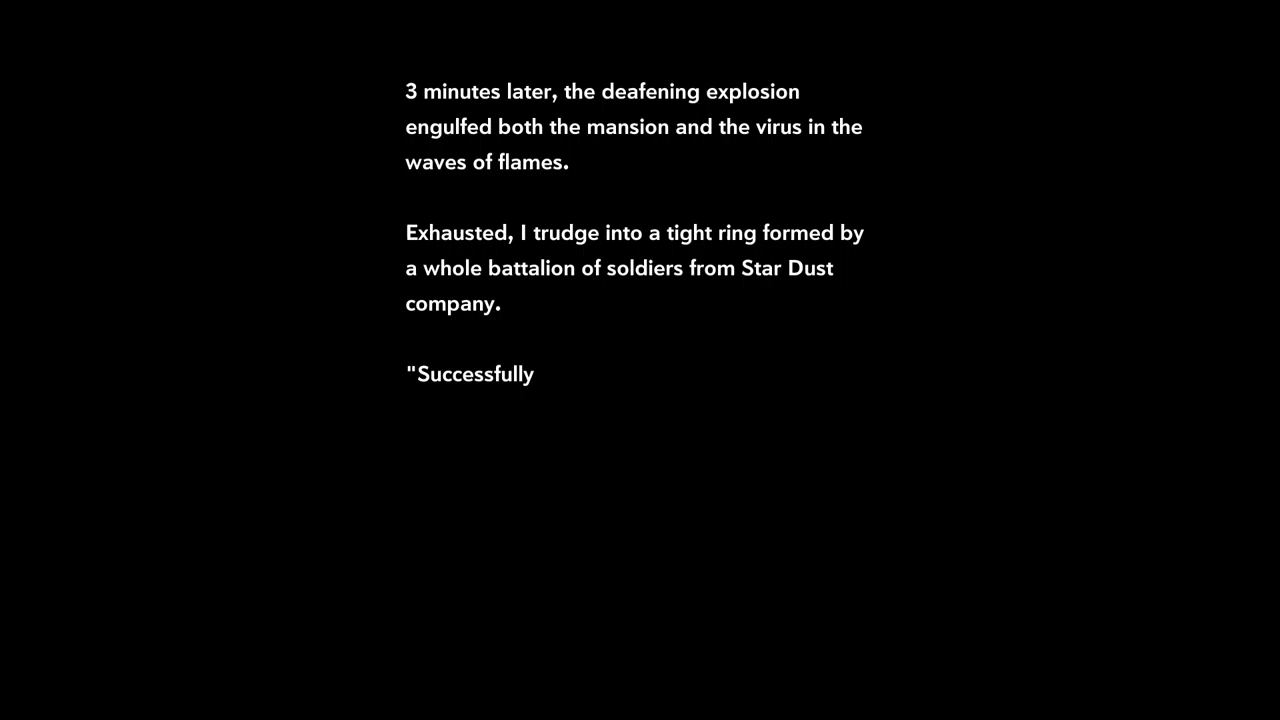 3 minutes later, the deafening explosion
engulfed both the mansion and the virus in the
waves of flames.
Exhausted, I trudge into a tight ring formed by
a whole battalion of soldiers from Star Dust
company.
"Successfully